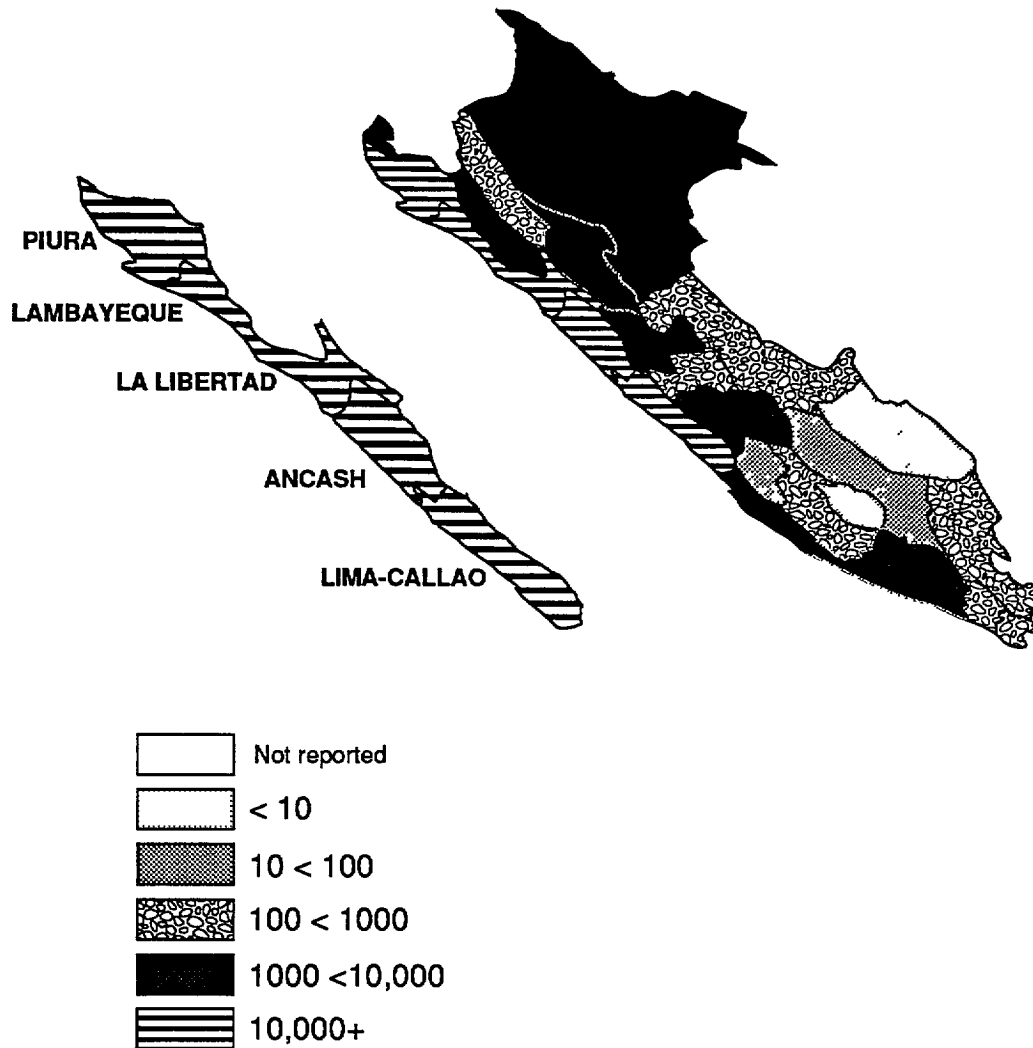 PIURA
LAMBAYEQUE
LA LIBERTAD
ANCASH
LIMA-CALLAO
Not reported
< 10
10 < 100
100 < 1000
1000 <10,000
10,000+